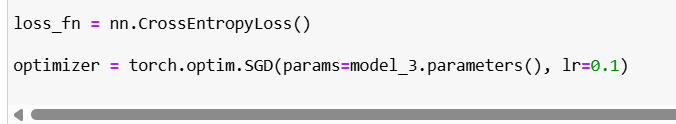 loss_fn = nn.CrossEntropyLoss()
optimizer = torch.optim.SGD(params=model_3.parameters(), lr=0.1)